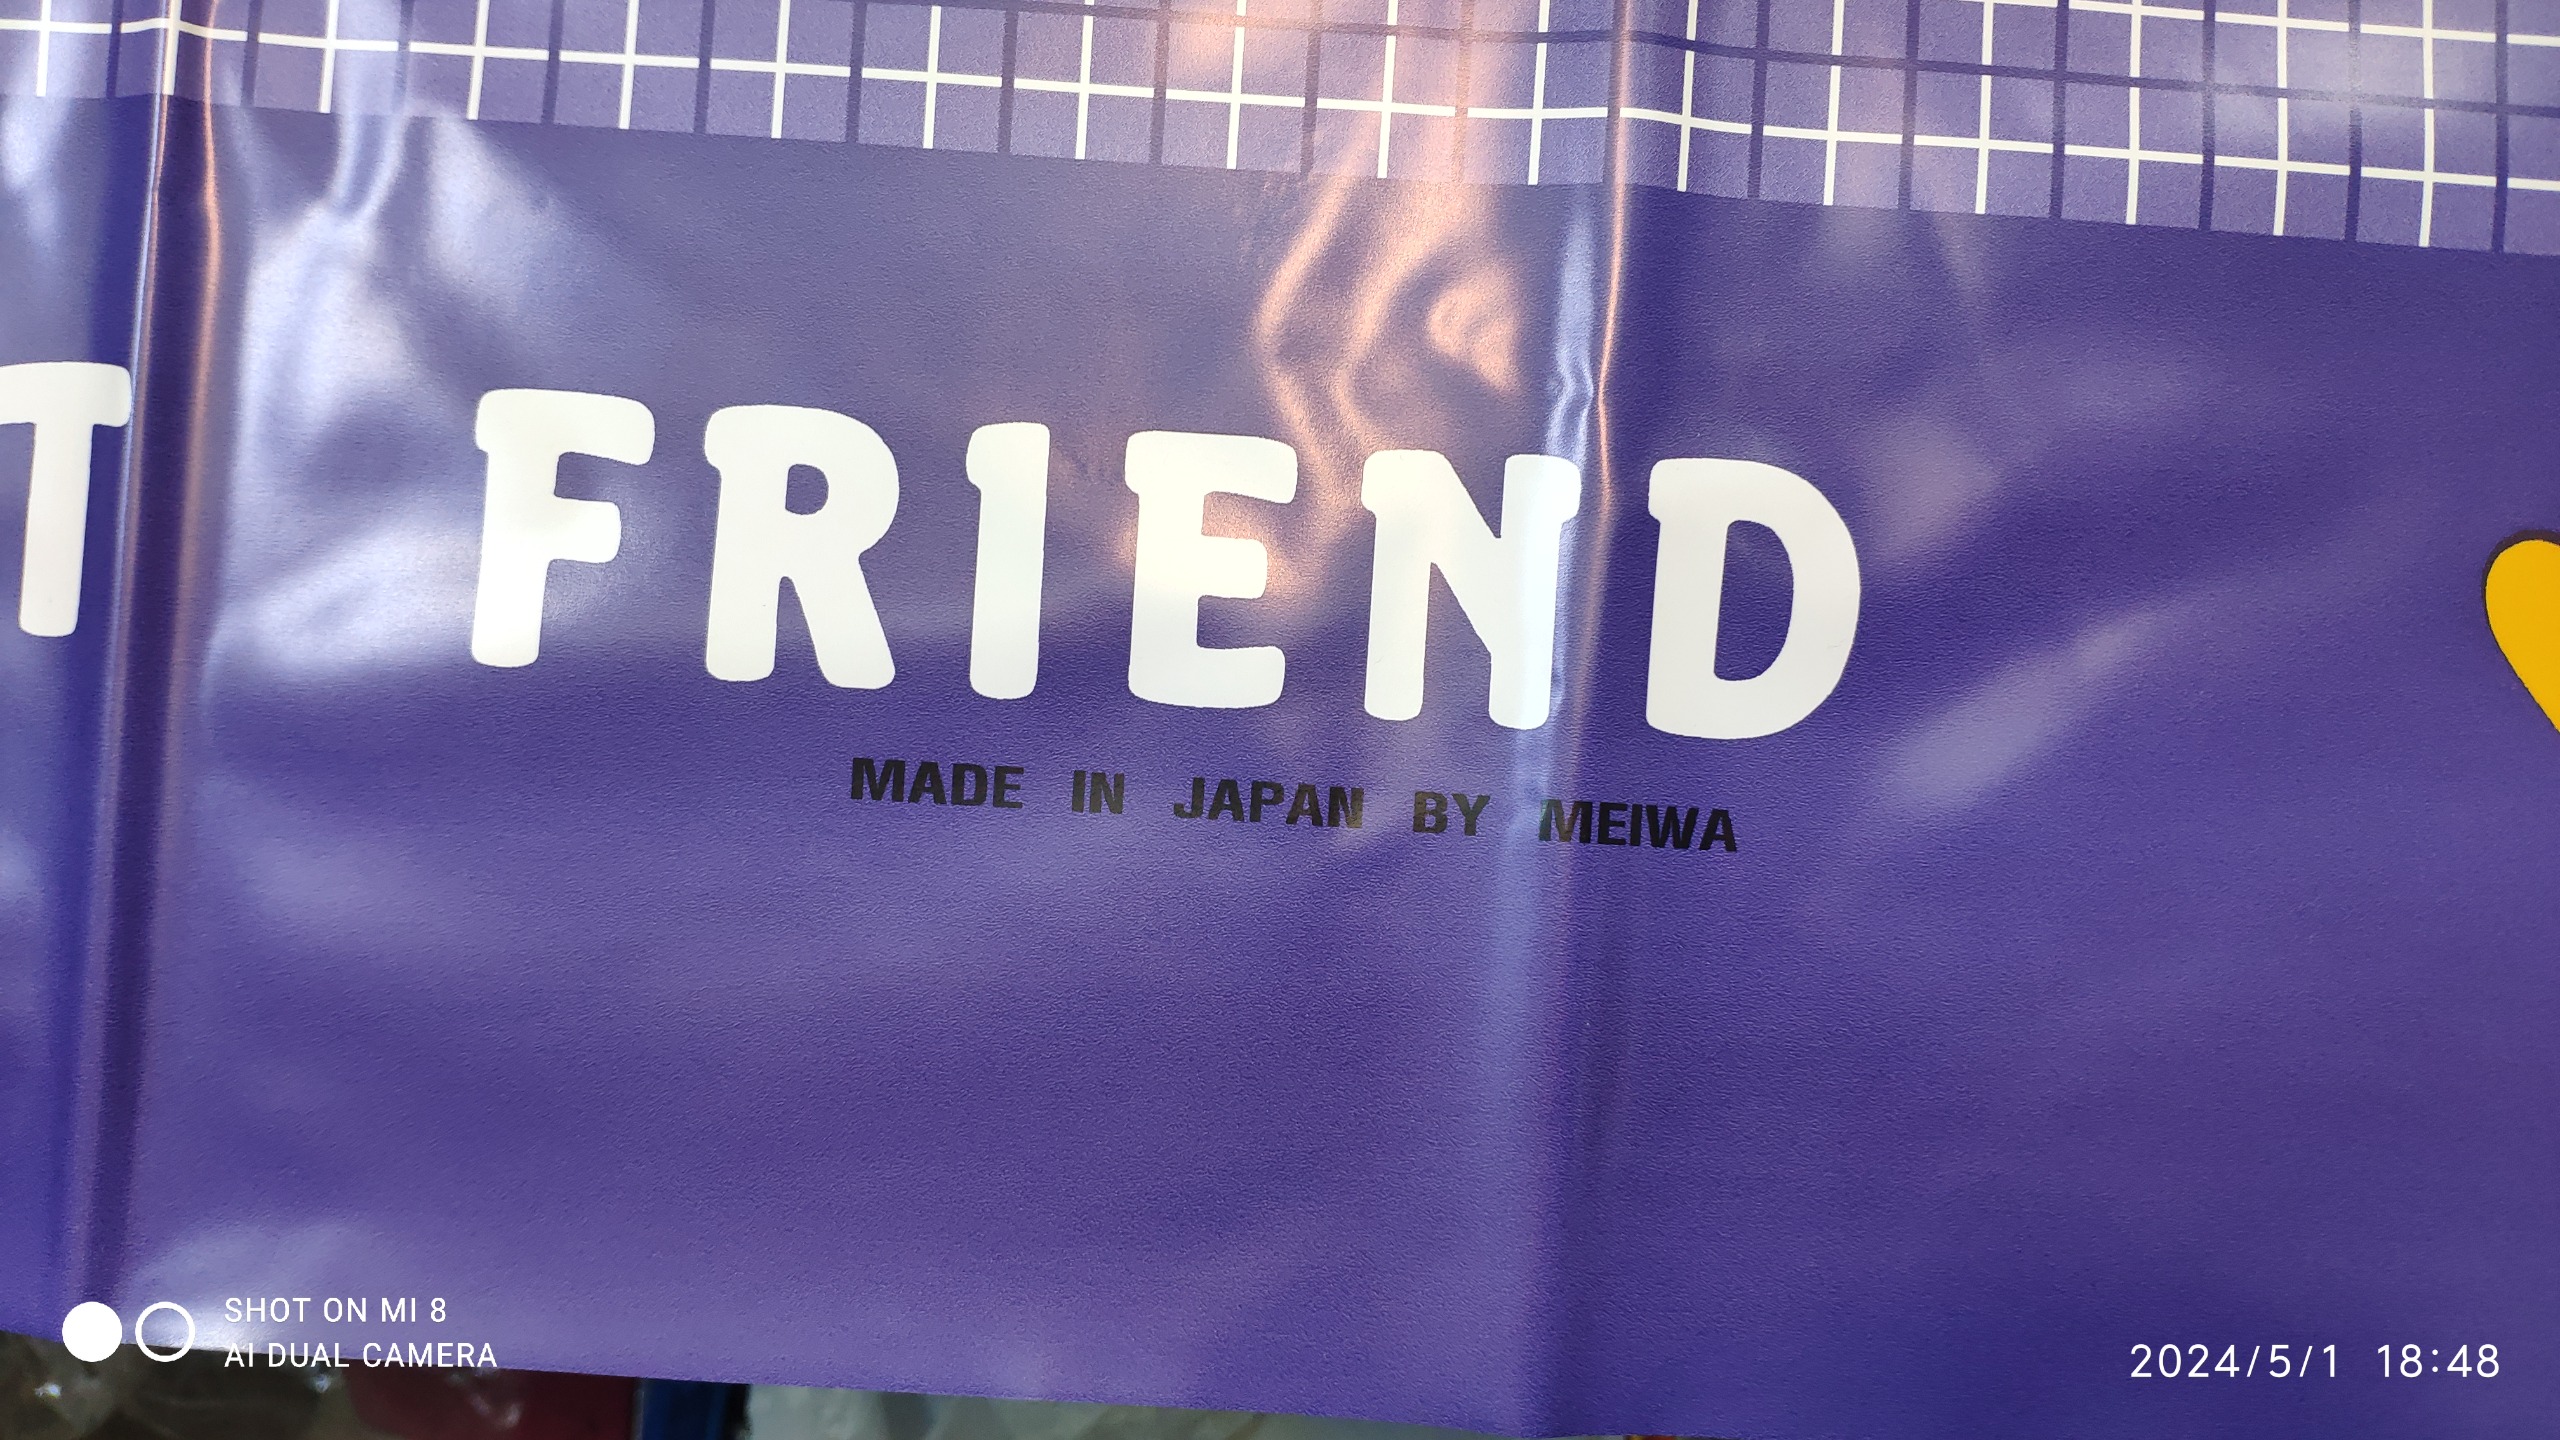 T FRIEND
MADE IN JAPAN BY MEIWA
SHOT ON MI 8
AI DUAL CAMERA
2024/5/1 18:48